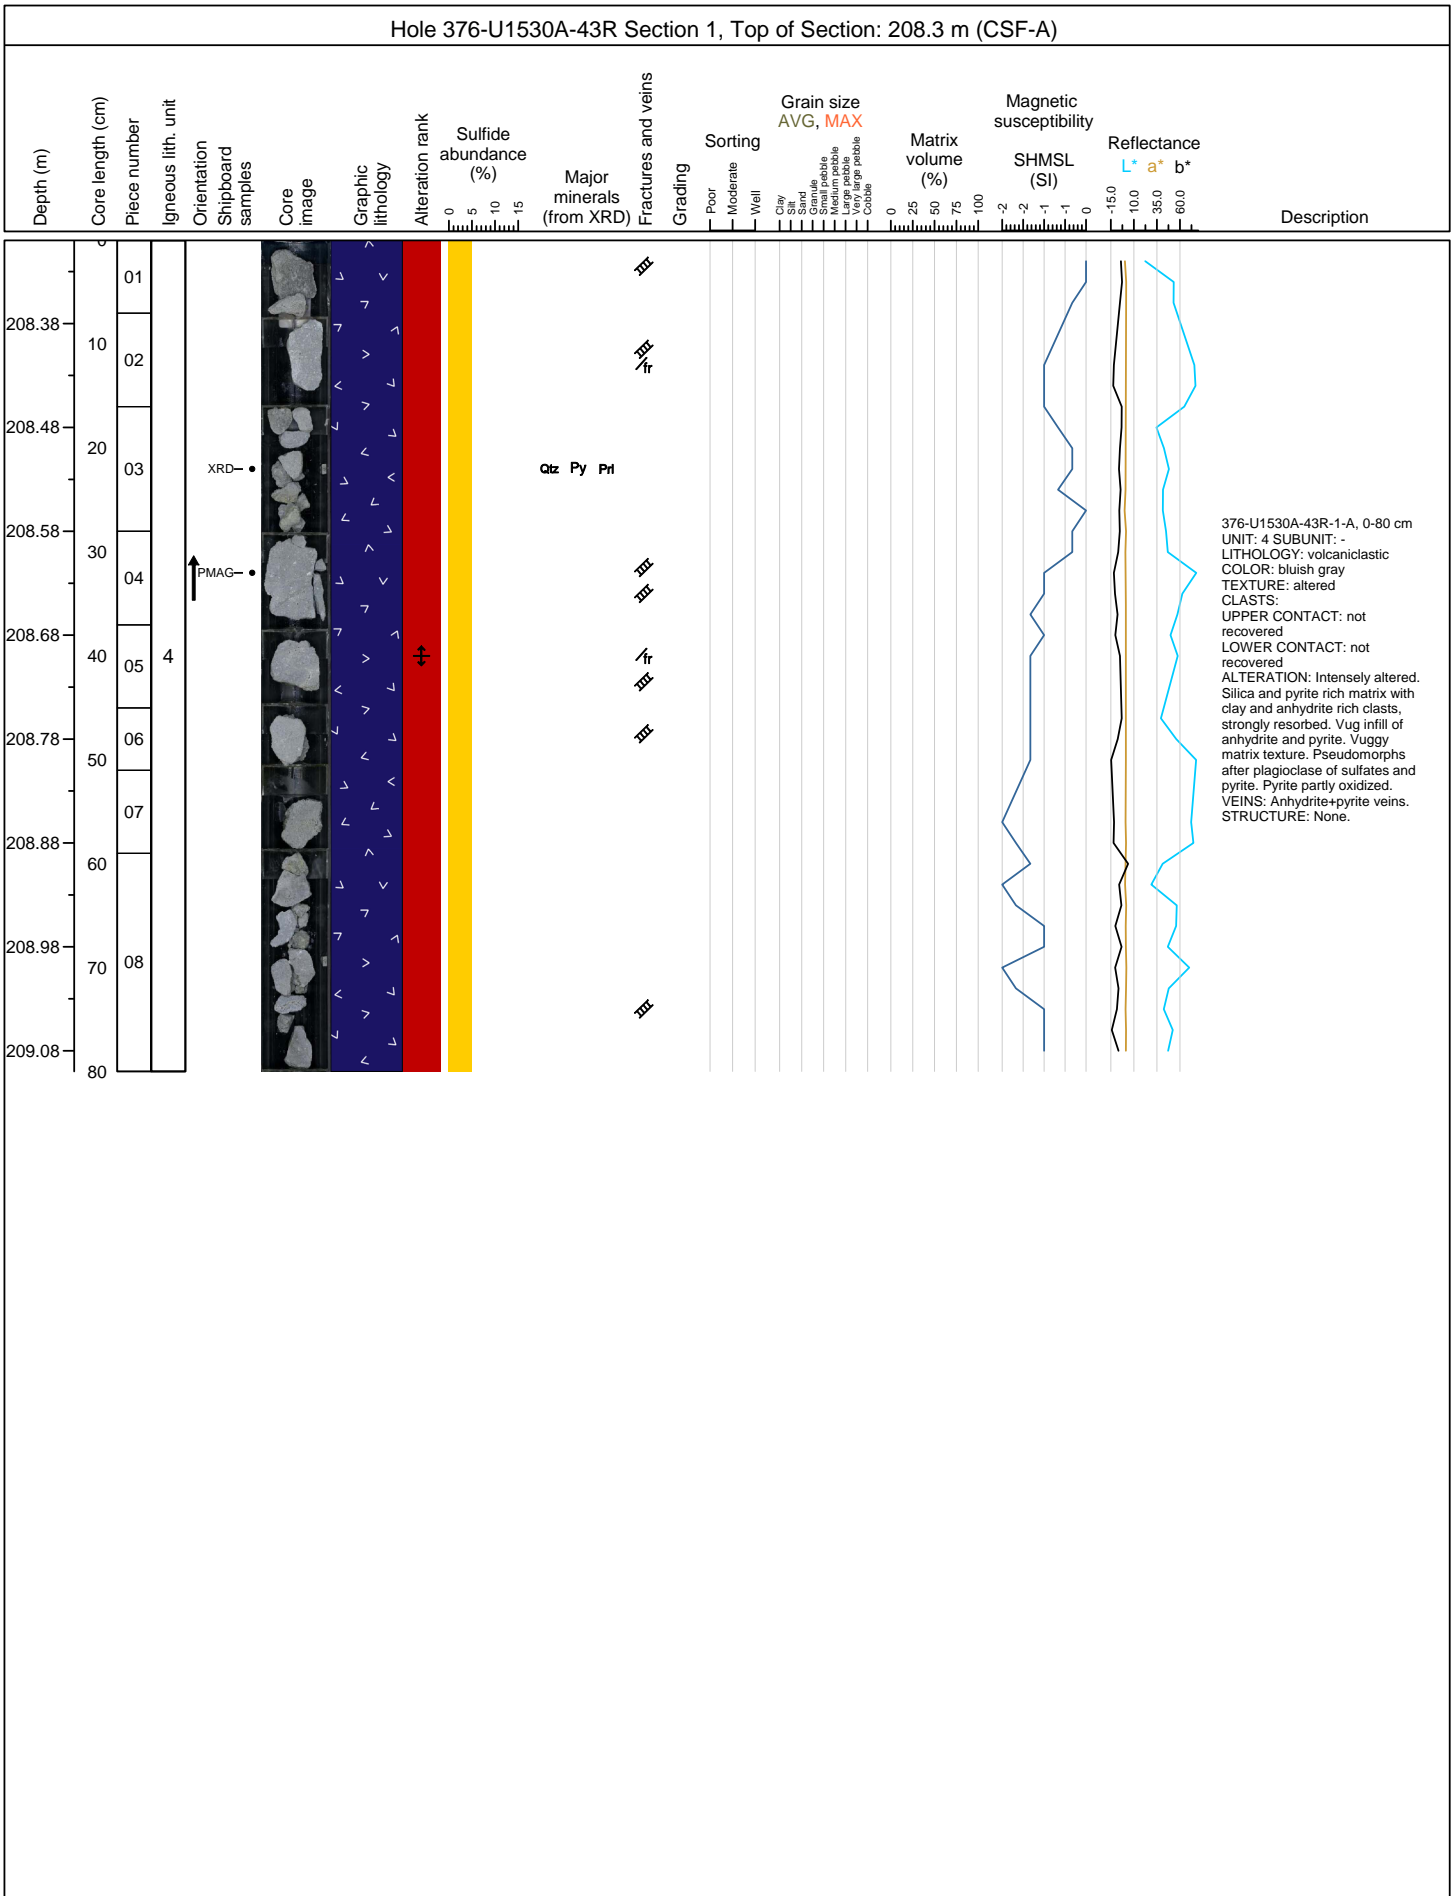 Hole 376-U1530A-43R Section 1, Top of Section: 208.3 m (CSF-A)
Depth (m)
Core length (cm)
Piece number
Igneous lith. unit
Orientation
Shipboard
samples
Core
image
Graphic
lithology
Alteration rank
Sulfide
abundance
(%)
0 5 10 15
Major
minerals
(from XRD)
Fractures and veins
Grading
Sorting
Poor
Moderate
Well
Grain size
AVG, MAX
Clay
Silt
Sand
Granule
Small pebble
Medium pebble
Large pebble
Very large pebble
Cobble
Matrix
volume
(%)
0 25 50 75 100
Magnetic
susceptibility
SHMSL
(SI)
-2 -2 -1 -1 0
Reflectance
L* a* b*
-15.0 10.0 35.0 60.0
Description
0
01
208.38
10
02
fr
208.48
20
03
XRD
Qtz Py Prl
208.58
30
04
PMAG
208.68
40
05
4
fr
208.78
06
50
07
208.88
60
208.98
70
08
209.08
80
376-U1530A-43R-1-A, 0-80 cm
UNIT: 4 SUBUNIT: -
LITHOLOGY: volcaniclastic
COLOR: bluish gray
TEXTURE: altered
CLASTS:
UPPER CONTACT: not
recovered
LOWER CONTACT: not
recovered
ALTERATION: Intensely altered.
Silica and pyrite rich matrix with
clay and anhydrite rich clasts,
strongly resorbed. Vug infill of
anhydrite and pyrite. Vuggy
matrix texture. Pseudomorphs
after plagioclase of sulfates and
pyrite. Pyrite partly oxidized.
VEINS: Anhydrite+pyrite veins.
STRUCTURE: None.